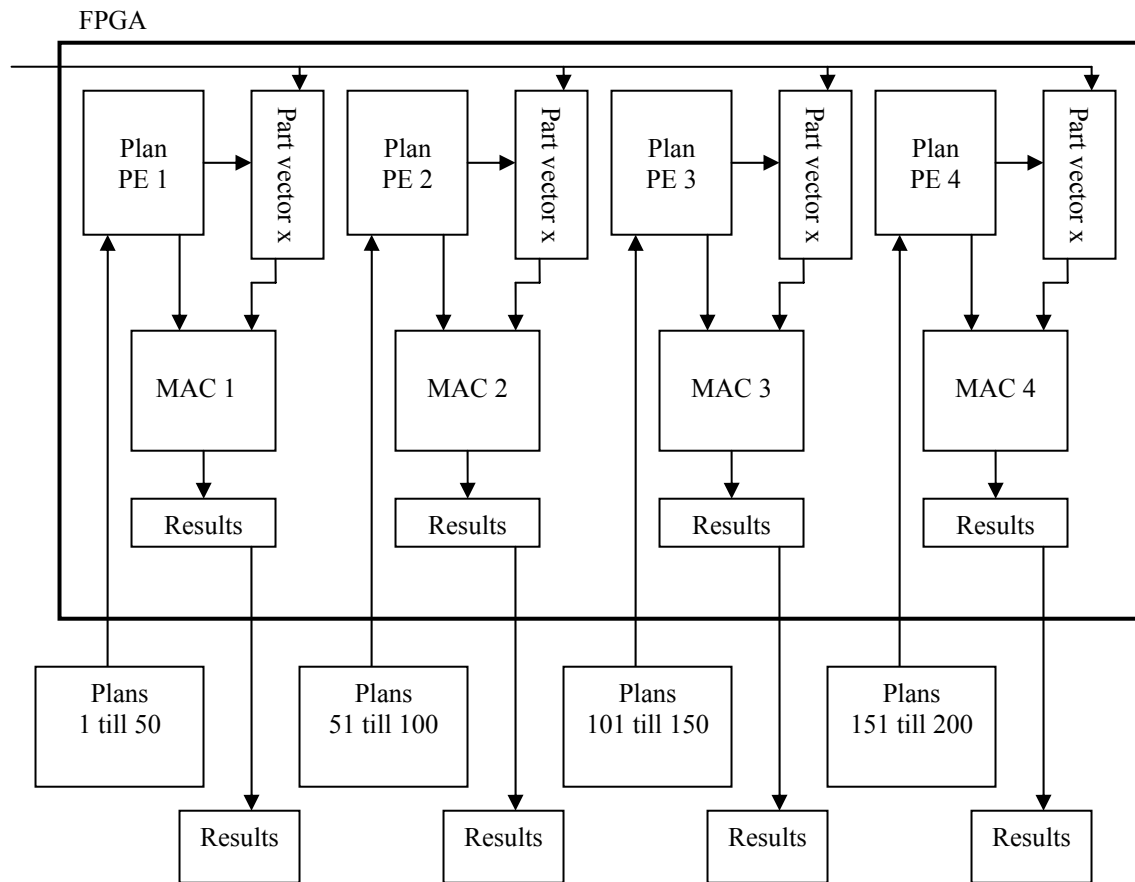 FPGA
Plan
PE 1
Part vector x
Plan
PE 2
Part vector x
Plan
PE 3
Part vector x
Plan
PE 4
Part vector x
MAC 1
MAC 2
MAC 3
MAC 4
Results
Results
Results
Results
Plans
1 till 50
Plans
51 till 100
Plans
101 till 150
Plans
151 till 200
Results
Results
Results
Results